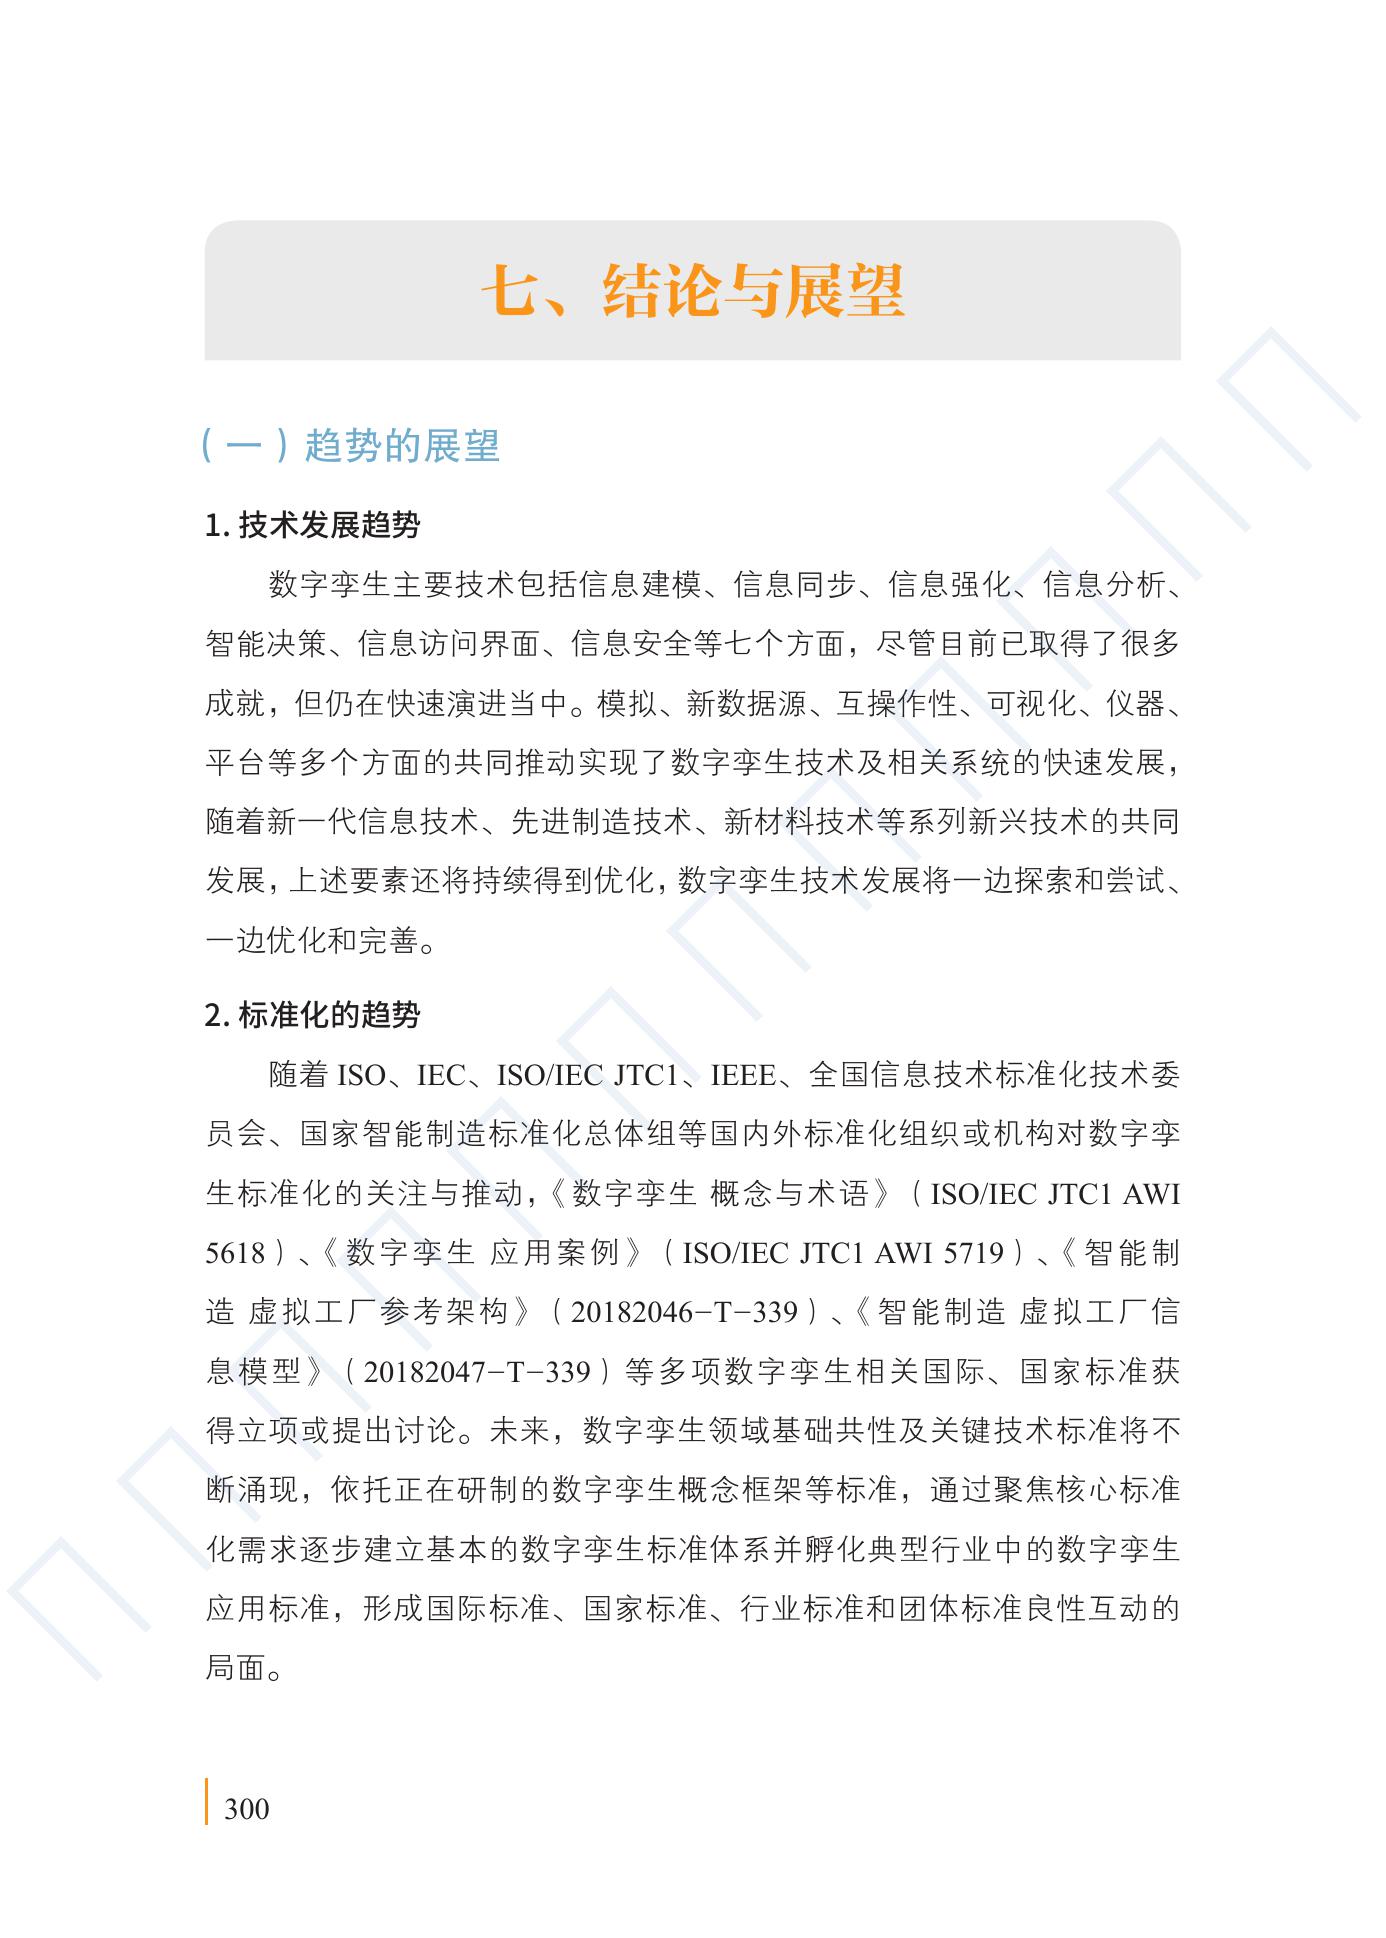 七、结论与展望
（一）趋势的展望
1. 技术发展趋势
数字孪生主要技术包括信息建模、信息同步、信息强化、信息分析、
智能决策、信息访问界面、信息安全等七个方面，尽管目前已取得了很多
成就，但仍在快速演进当中。模拟、新数据源、互操作性、可视化、仪器、
平台等多个方面的共同推动实现了数字孪生技术及相关系统的快速发展，
随着新一代信息技术、先进制造技术、新材料技术等系列新兴技术的共同
发展，上述要素还将持续得到优化，数字孪生技术发展将一边探索和尝试、
一边优化和完善。
2. 标准化的趋势
随着 ISO、IEC、ISO/IEC JTC1、IEEE、全国信息技术标准化技术委
员会、国家智能制造标准化总体组等国内外标准化组织或机构对数字孪
生标准化的关注与推动，《数字孪生 概念与术语》（ISO/IEC JTC1 AWI
5618）、《数字孪生 应用案例》（ISO/IEC JTC1 AWI 5719）、《智能制
造 虚拟工厂参考架构》（20182046-T-339）、《智能制造 虚拟工厂信
息模型》（20182047-T-339）等多项数字孪生相关国际、国家标准获
得立项或提出讨论。未来，数字孪生领域基础共性及关键技术标准将不
断涌现，依托正在研制的数字孪生概念框架等标准，通过聚焦核心标准
化需求逐步建立基本的数字孪生标准体系并孵化典型行业中的数字孪生
应用标准，形成国际标准、国家标准、行业标准和团体标准良性互动的
局面。
300